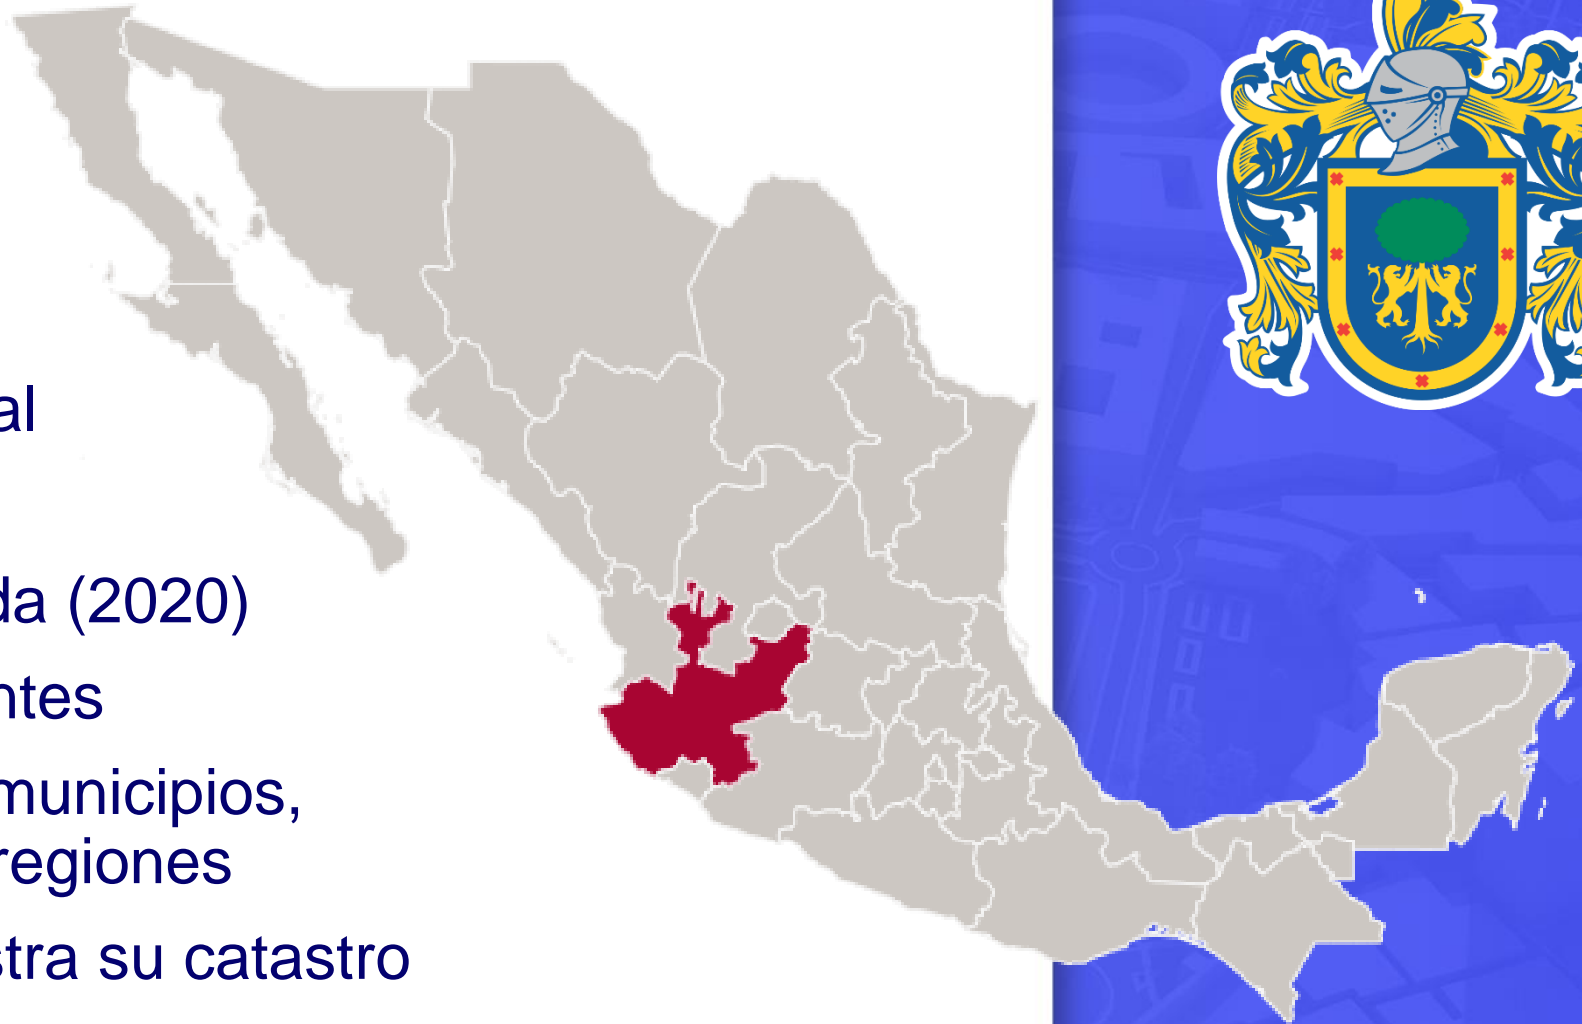 al
da (2020)
ntes
municipios,
regiones
stra su catastro